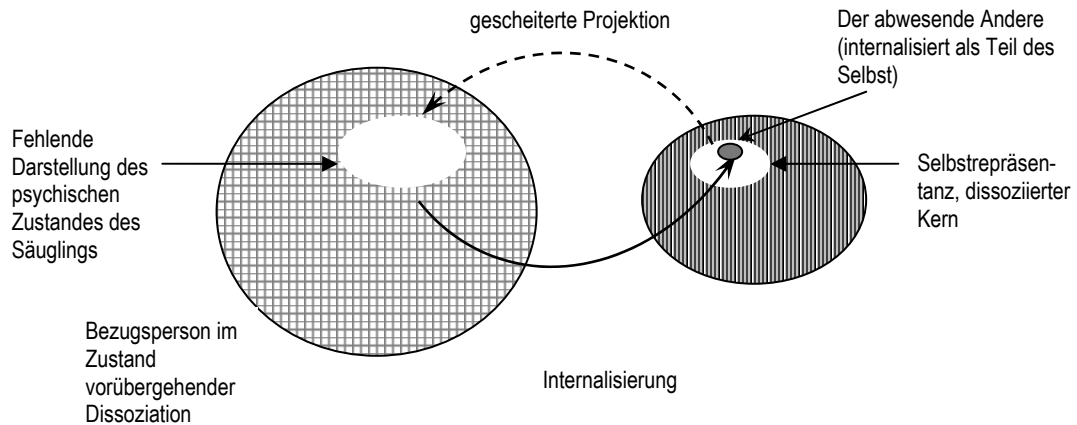 gescheiterte Projektion
Der abwesende Andere
(internalisiert als Teil des
Selbst)
Fehlende
Darstellung des
psychischen
Zustandes des
Säuglings
Selbstrepräsen-
tanz, dissoziierter
Kern
Bezugsperson im
Zustand
vorübergehender
Dissoziation
Internalisierung